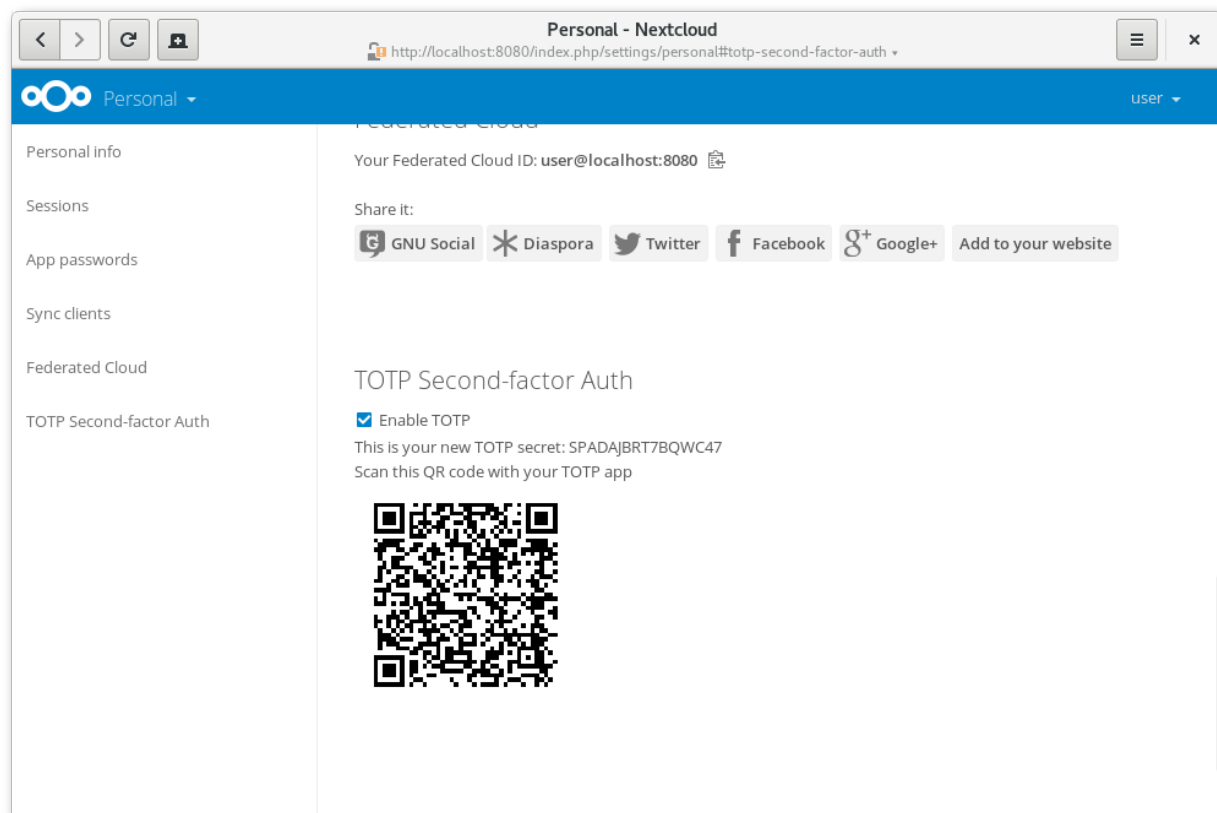 Personal - Nextcloud
http://localhost:8080/index.php/settings/personal#totp-second-factor-auth
Personal
user
Personal info
Sessions
App passwords
Sync clients
Federated Cloud
TOTP Second-factor Auth
Federated Cloud
Your Federated Cloud ID: user@localhost:8080
Share it:
GNU Social Diaspora Twitter Facebook Google+ Add to your website
TOTP Second-factor Auth
Enable TOTP
This is your new TOTP secret: SPADAJBRT7BQWC47
Scan this QR code with your TOTP app